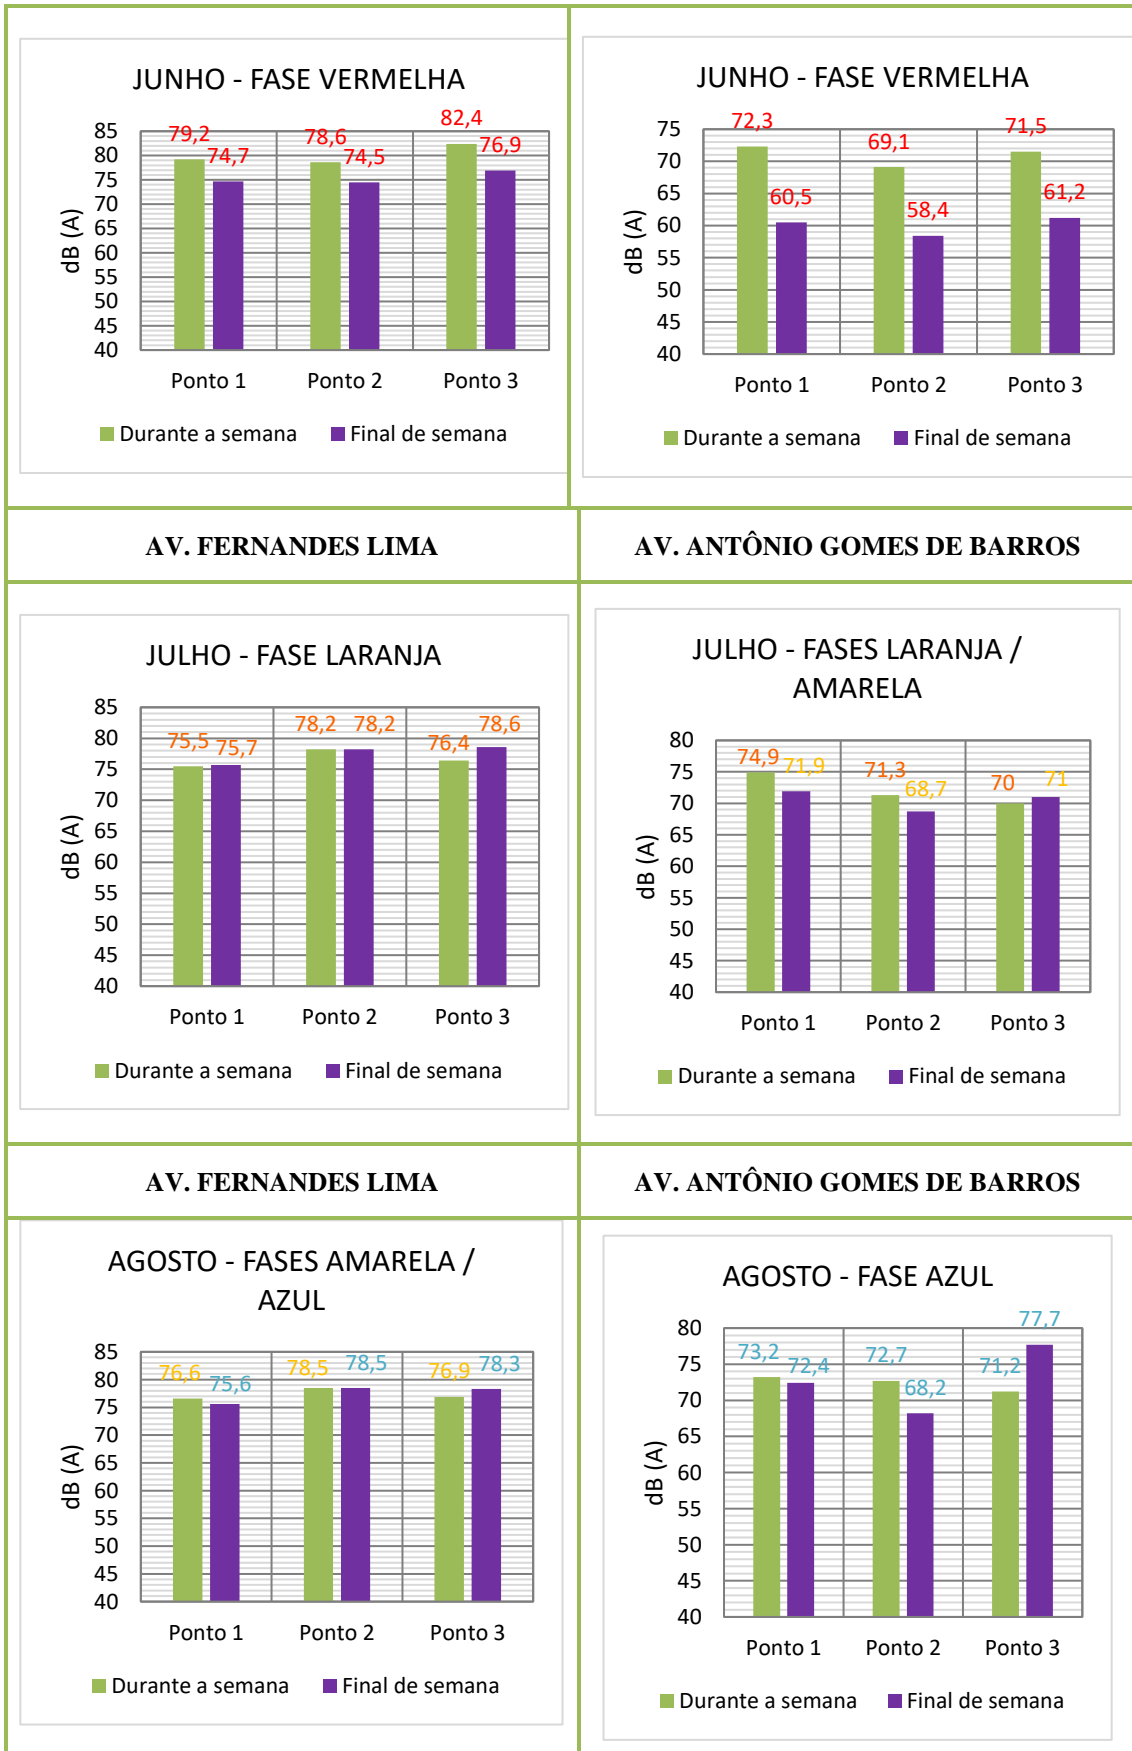 JUNHO - FASE VERMELHA
85
80
75
70
65
60
55
50
45
40
dB (A)
79,2
74,7
78,6
74,5
82,4
76,9
Ponto 1
Ponto 2
Ponto 3
Durante a semana
Final de semana
JUNHO - FASE VERMELHA
75
70
65
60
55
50
45
40
dB (A)
72,3
60,5
69,1
58,4
71,5
61,2
Ponto 1
Ponto 2
Ponto 3
Durante a semana
Final de semana
AV. FERNANDES LIMA
AV. ANTÔNIO GOMES DE BARROS
JULHO - FASE LARANJA
85
80
75
70
65
60
55
50
45
40
dB (A)
75,5
75,7
78,2
78,2
76,4
78,6
Ponto 1
Ponto 2
Ponto 3
Durante a semana
Final de semana
JULHO - FASES LARANJA /
AMARELA
80
75
70
65
60
55
50
45
40
dB (A)
74,9
71,9
71,3
68,7
70
71
Ponto 1
Ponto 2
Ponto 3
Durante a semana
Final de semana
AV. FERNANDES LIMA
AV. ANTÔNIO GOMES DE BARROS
AGOSTO - FASES AMARELA /
AZUL
85
80
75
70
65
60
55
50
45
40
dB (A)
76,6
75,6
78,5
78,5
76,9
78,3
Ponto 1
Ponto 2
Ponto 3
Durante a semana
Final de semana
AGOSTO - FASE AZUL
80
75
70
65
60
55
50
45
40
dB (A)
73,2
72,4
72,7
68,2
71,2
77,7
Ponto 1
Ponto 2
Ponto 3
Durante a semana
Final de semana